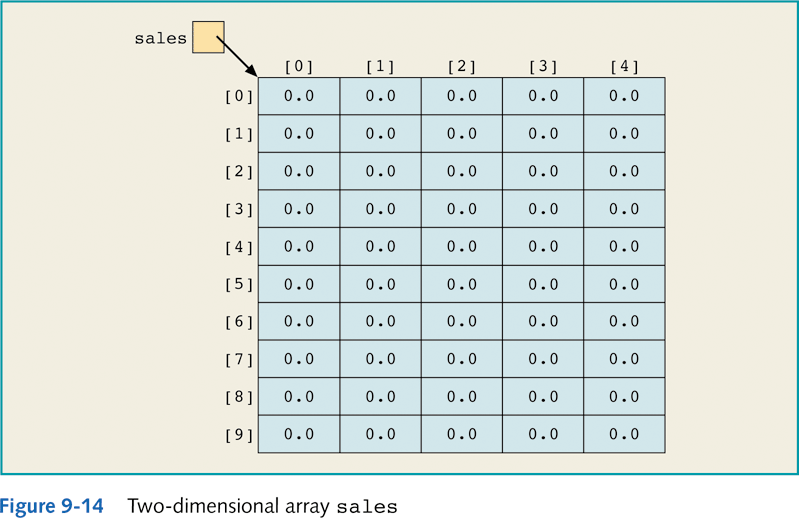 sales
[0] [1] [2] [3] [4]
[0] 0.0 0.0 0.0 0.0 0.0
[1] 0.0 0.0 0.0 0.0 0.0
[2] 0.0 0.0 0.0 0.0 0.0
[3] 0.0 0.0 0.0 0.0 0.0
[4] 0.0 0.0 0.0 0.0 0.0
[5] 0.0 0.0 0.0 0.0 0.0
[6] 0.0 0.0 0.0 0.0 0.0
[7] 0.0 0.0 0.0 0.0 0.0
[8] 0.0 0.0 0.0 0.0 0.0
[9] 0.0 0.0 0.0 0.0 0.0
Figure 9-14 Two-dimensional array sales